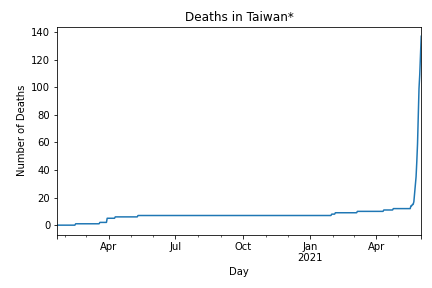 Deaths in Taiwan*
Number of Deaths
140
120
100
80
60
40
20
0
Apr
Jul
Oct
Jan
2021
Apr
Day